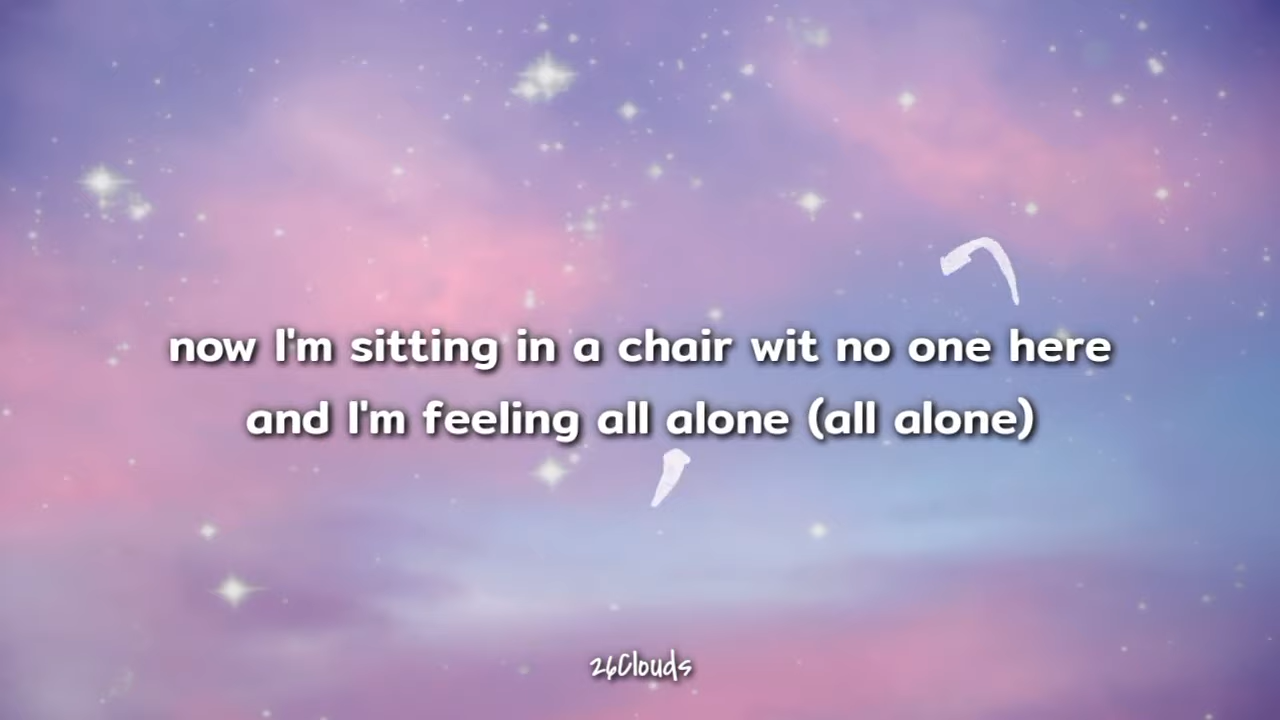 now I'm sitting in a chair wit no one here
and I'm feeling all alone (all alone)
26Clouds